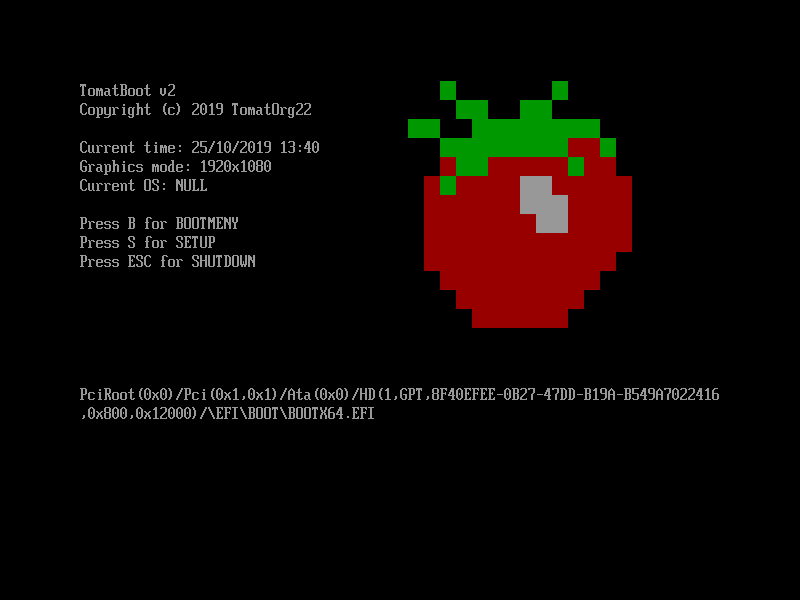 TomatBoot v2
Copyright (c) 2019 TomatOrg22
Current time: 25/10/2019 13:40
Graphics mode: 1920x1080
Current OS: NULL
Press B for BOOTMENY
Press S for SETUP
Press ESC for SHUTDOWN
PciRoot(0x0)/Pci(0x1,0x1)/Ata(0x0)/HD(1,GPT,8F40EFEE-0B27-47DD-B19A-B549A7022416
,0x800,0x12000)/\EFI\BOOT\BOOTX64.EFI